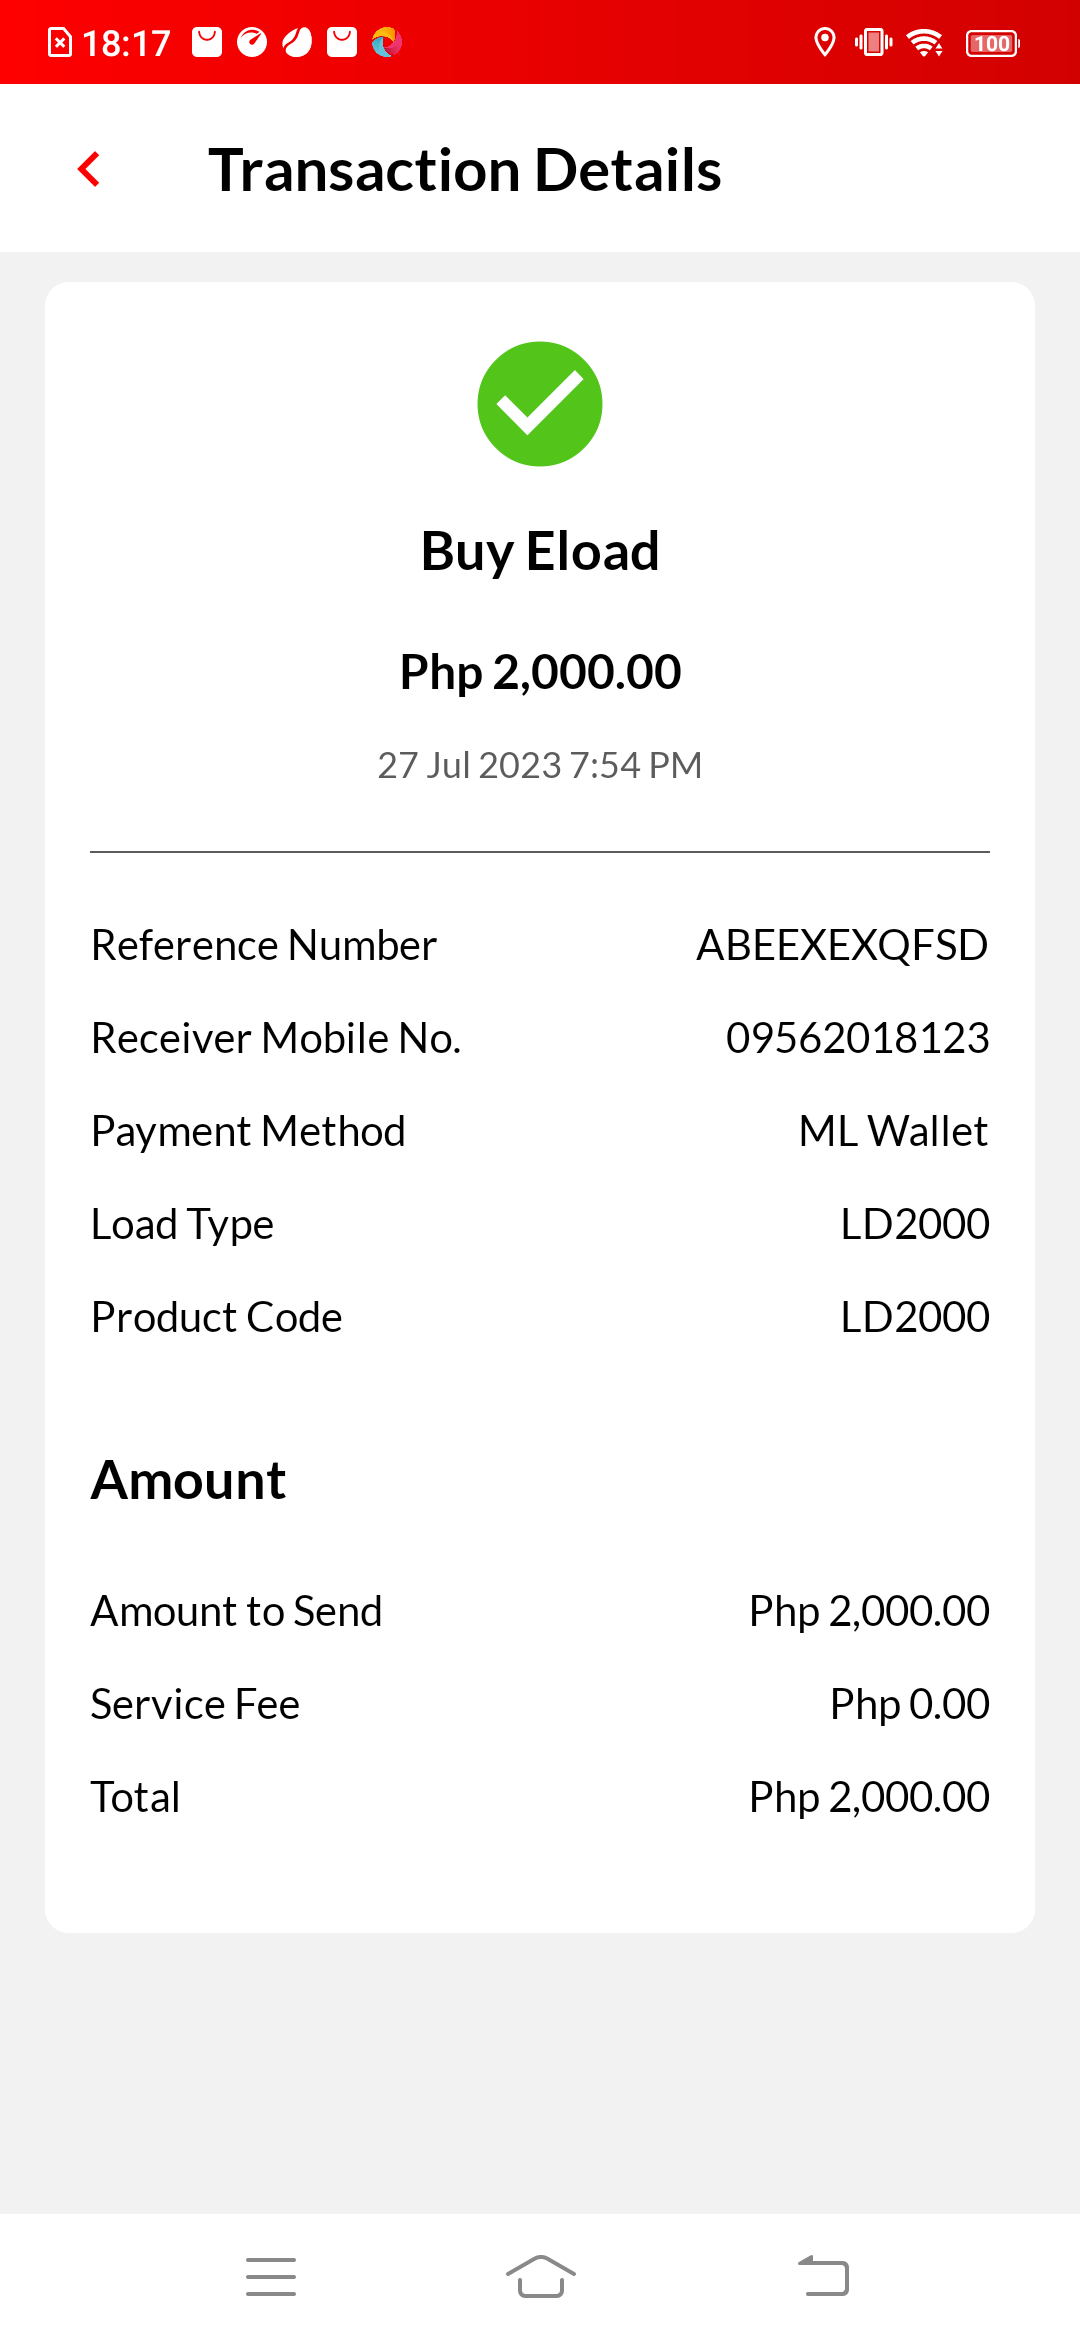 18:17
100
Transaction Details
Buy Eload
Php 2,000.00
27 Jul 2023 7:54 PM
Reference Number ABEEXEXQFSD
Receiver Mobile No. 09562018123
Payment Method ML Wallet
Load Type LD2000
Product Code LD2000
Amount
Amount to Send Php 2,000.00
Service Fee Php 0.00
Total Php 2,000.00